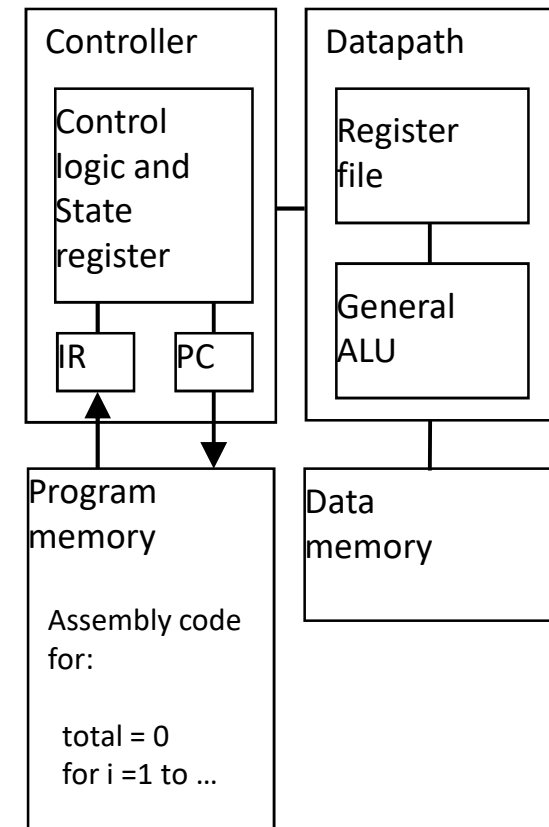 Controller
Control
logic and
State
register
IR
PC
Datapath
Register
file
General
ALU
Program
memory
Assembly code
for:
total = 0
for i =1 to …
Data
memory